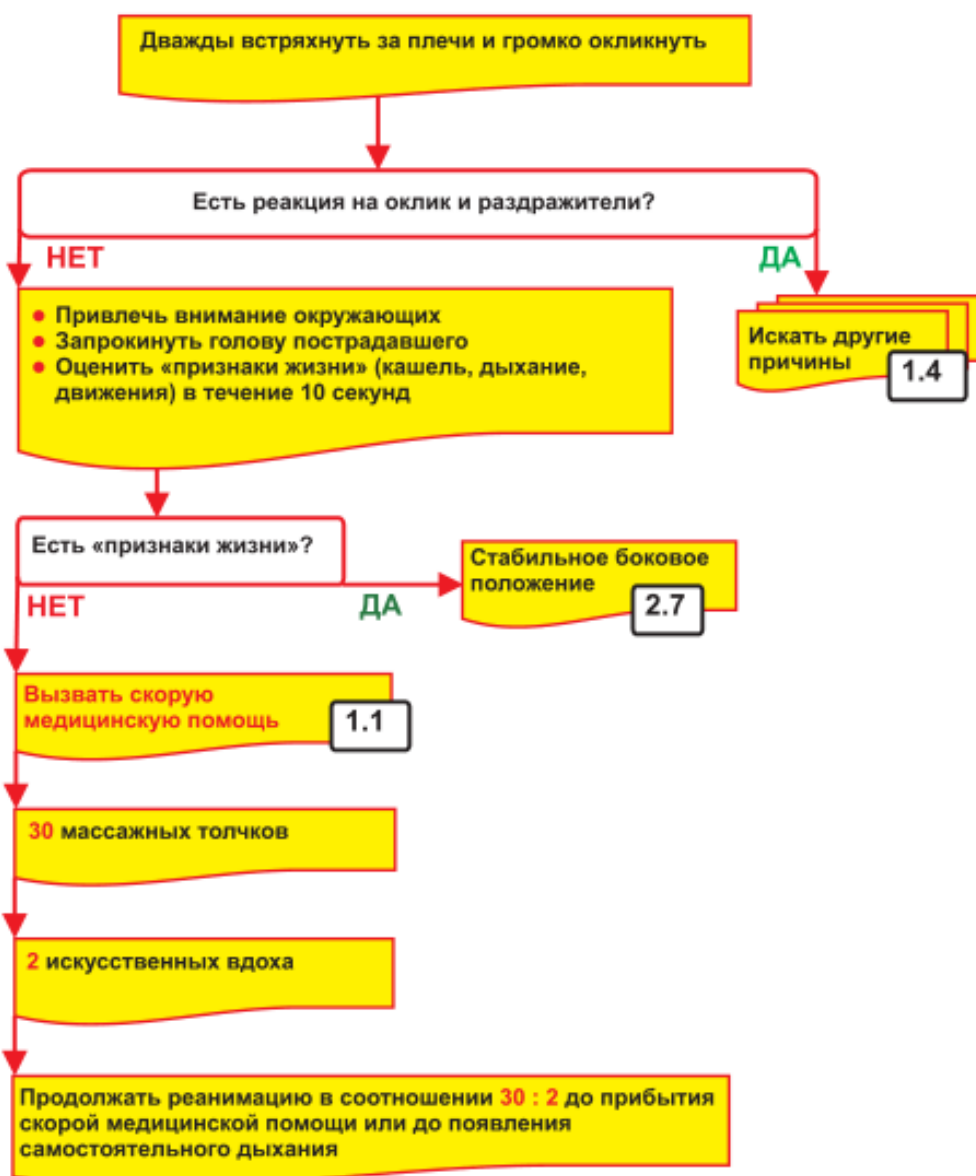 Дважды встряхнуть за плечи и громко окликнуть
Есть реакция на оклик и раздражители?
НЕТ
ДА
● Привлечь внимание окружающих
● Запрокинуть голову пострадавшего
● Оценить «признаки жизни» (кашель, дыхание,
движения) в течение 10 секунд
Искать другие
причины
1.4
Есть «признаки жизни»?
НЕТ
ДА
Стабильное боковое
положение
2.7
Вызвать скорую
медицинскую помощь
1.1
30 массажных толчков
2 искусственных вдоха
Продолжать реанимацию в соотношении 30 : 2 до прибытия
скорой медицинской помощи или до появления
самостоятельного дыхания